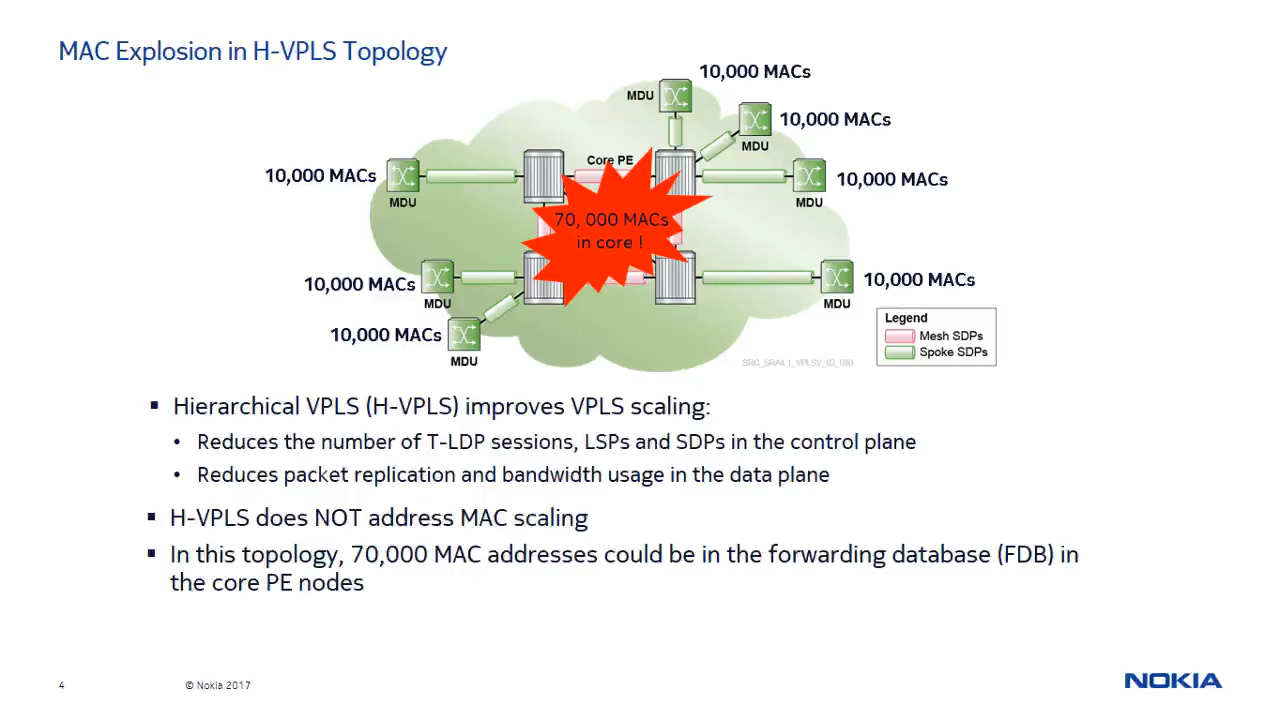 MAC Explosion in H-VPLS Topology
10,000 MACs
MDU
10,000 MACs
MDU
Core PE
10,000 MACs
MDU
10,000 MACs
MDU
70, 000 MACs
in core !
10,000 MACs
MDU
10,000 MACs
MDU
10,000 MACs
MDU
Legend
Mesh SDPs
Spoke SDPs
SRC_SRA4.1_VPLSV_02_080
▪ Hierarchical VPLS (H-VPLS) improves VPLS scaling:
• Reduces the number of T-LDP sessions, LSPs and SDPs in the control plane
• Reduces packet replication and bandwidth usage in the data plane
▪ H-VPLS does NOT address MAC scaling
▪ In this topology, 70,000 MAC addresses could be in the forwarding database (FDB) in
the core PE nodes
4
© Nokia 2017
NOKIA